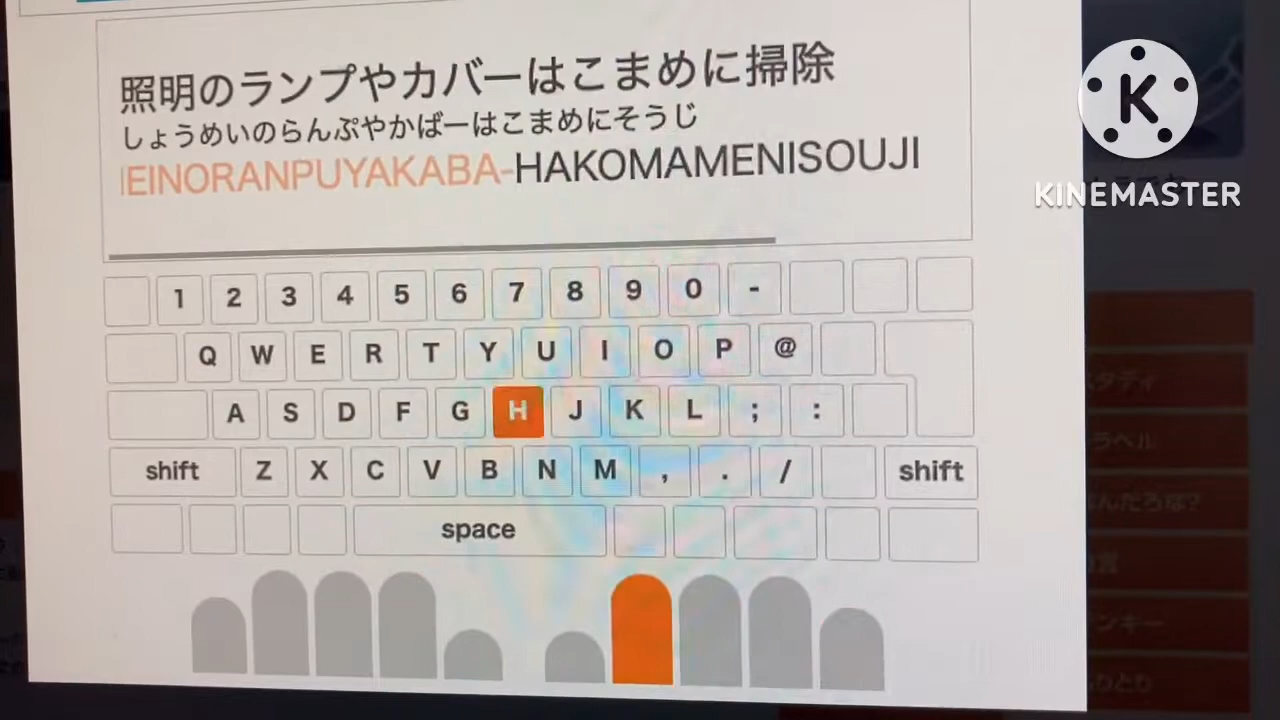 照明のランプやカバーはこまめに掃除
しょうめいのらんぷやかばーはこまめにそうじ
EINORANPUYAKABA-HAKOMAMENISOUJI
1 2 3 4 5 6 7 8 9 0 -
Q W E R T Y U I O P @
A S D F G H J K L ; :
shift Z X C V B N M , . / shift
space
K
KINEMASTER